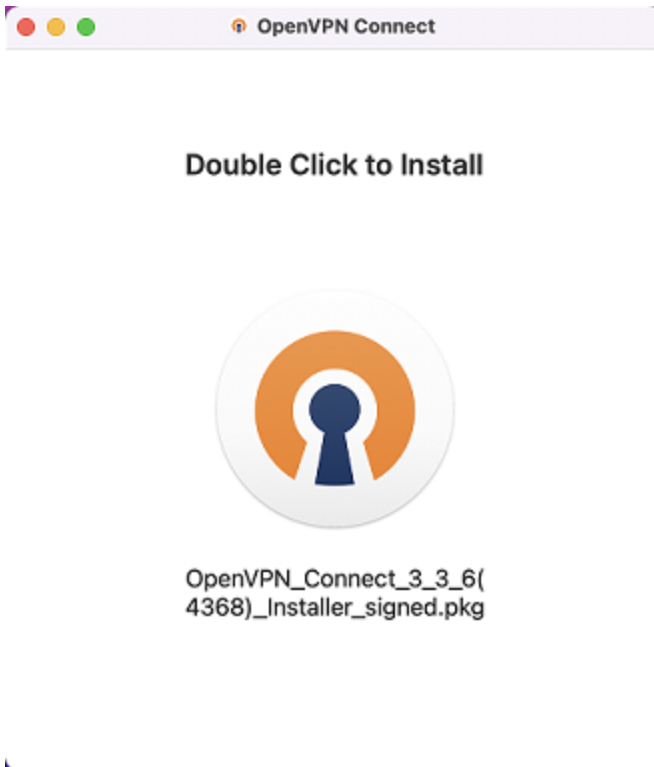 OpenVPN Connect
Double Click to Install
OpenVPN_Connect_3_3_6(
4368)_Installer_signed.pkg